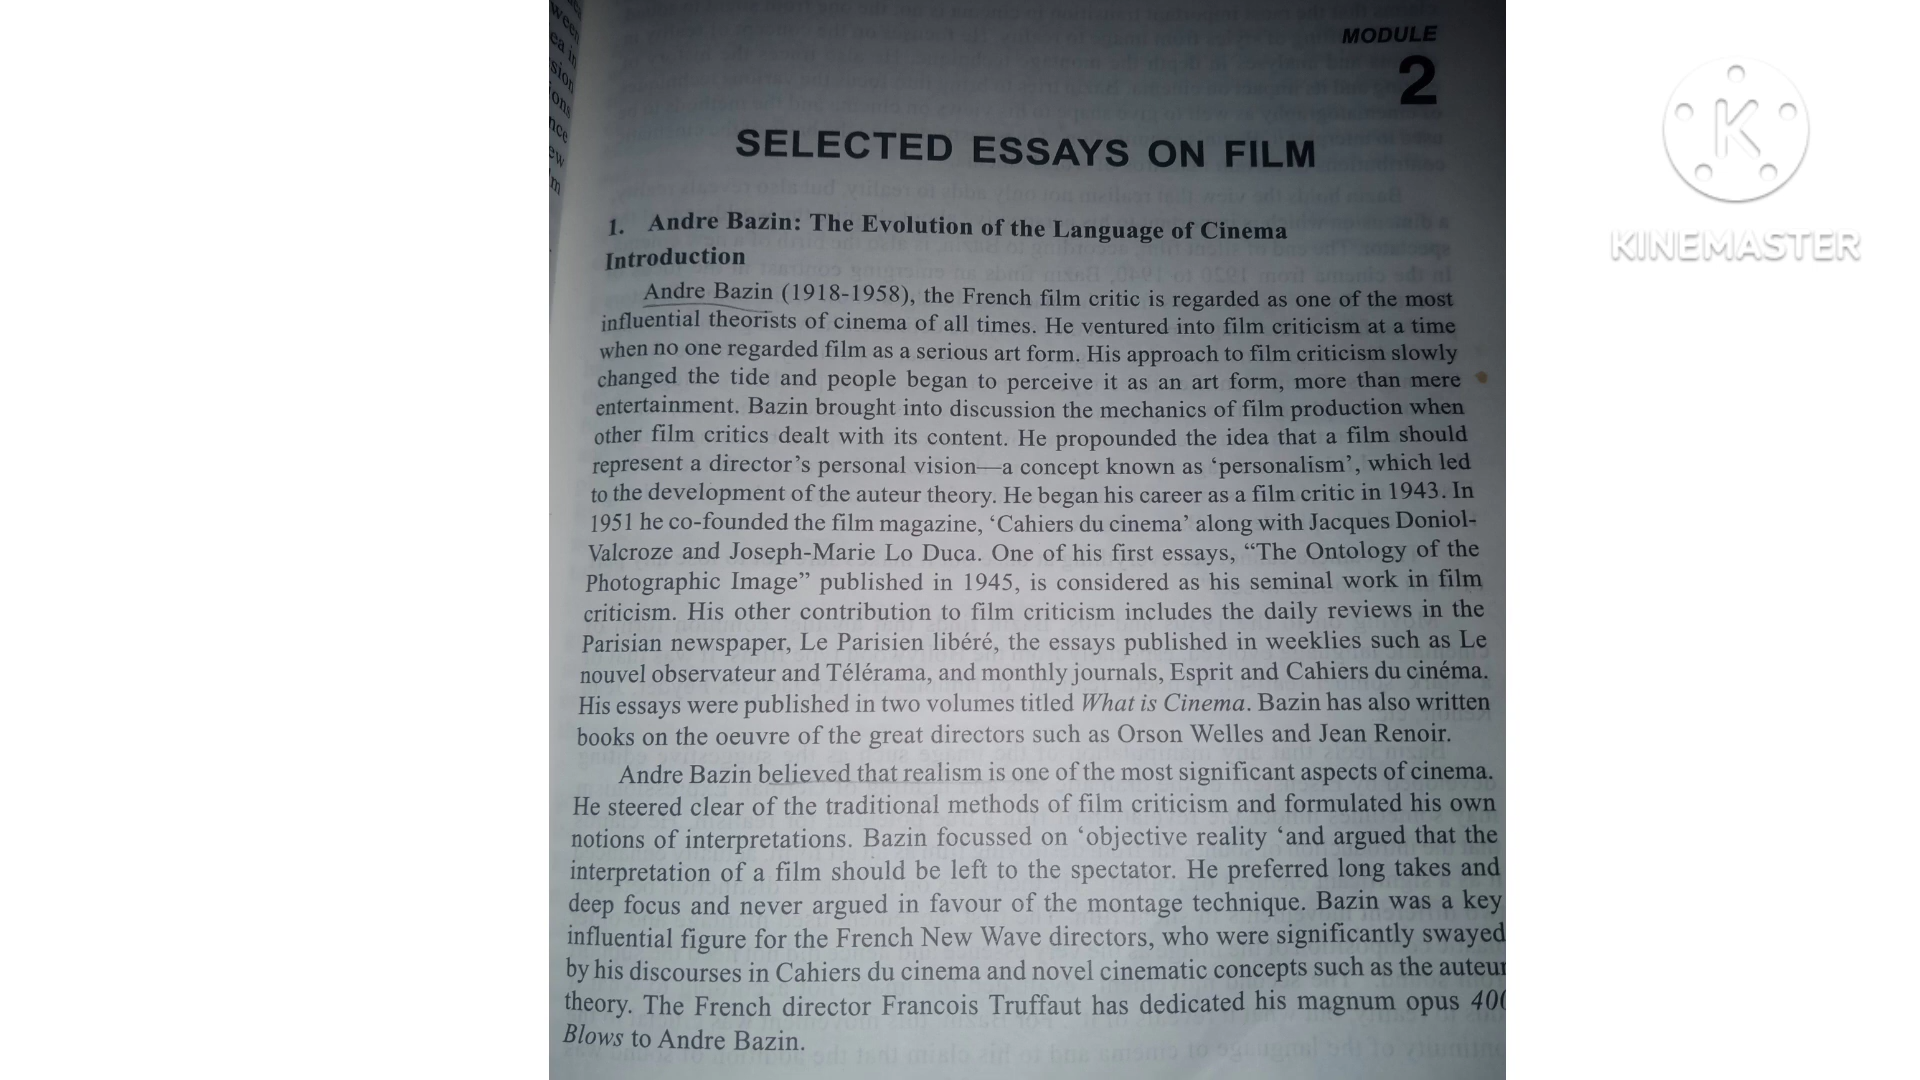 MODULE
2
SELECTED ESSAYS ON FILM
1. Andre Bazin: The Evolution of the Language of Cinema
Introduction
Andre Bazin (1918-1958), the French film critic is regarded as one of the most
influential theorists of cinema of all times. He ventured into film criticism at a time
when no one regarded film as a serious art form. His approach to film criticism slowly
changed the tide and people began to perceive it as an art form, more than mere
entertainment. Bazin brought into discussion the mechanics of film production when
other film critics dealt with its content. He propounded the idea that a film should
represent a director's personal vision—a concept known as ‘personalism’, which led
to the development of the auteur theory. He began his career as a film critic in 1943. In
1951 he co-founded the film magazine, ‘Cahiers du cinema’ along with Jacques Doniol-
Valcroze and Joseph-Marie Lo Duca. One of his first essays, “The Ontology of the
Photographic Image” published in 1945, is considered as his seminal work in film
criticism. His other contribution to film criticism includes the daily reviews in the
Parisian newspaper, Le Parisien libéré, the essays published in weeklies such as Le
nouvel observateur and Télérama, and monthly journals, Esprit and Cahiers du cinéma.
His essays were published in two volumes titled What is Cinema. Bazin has also written
books on the oeuvre of the great directors such as Orson Welles and Jean Renoir.
Andre Bazin believed that realism is one of the most significant aspects of cinema.
He steered clear of the traditional methods of film criticism and formulated his own
notions of interpretations. Bazin focussed on ‘objective reality ‘and argued that the
interpretation of a film should be left to the spectator. He preferred long takes and
deep focus and never argued in favour of the montage technique. Bazin was a key
influential figure for the French New Wave directors, who were significantly swayed
by his discourses in Cahiers du cinema and novel cinematic concepts such as the auteur
theory. The French director Francois Truffaut has dedicated his magnum opus 400
Blows to Andre Bazin.
KINEMASTER